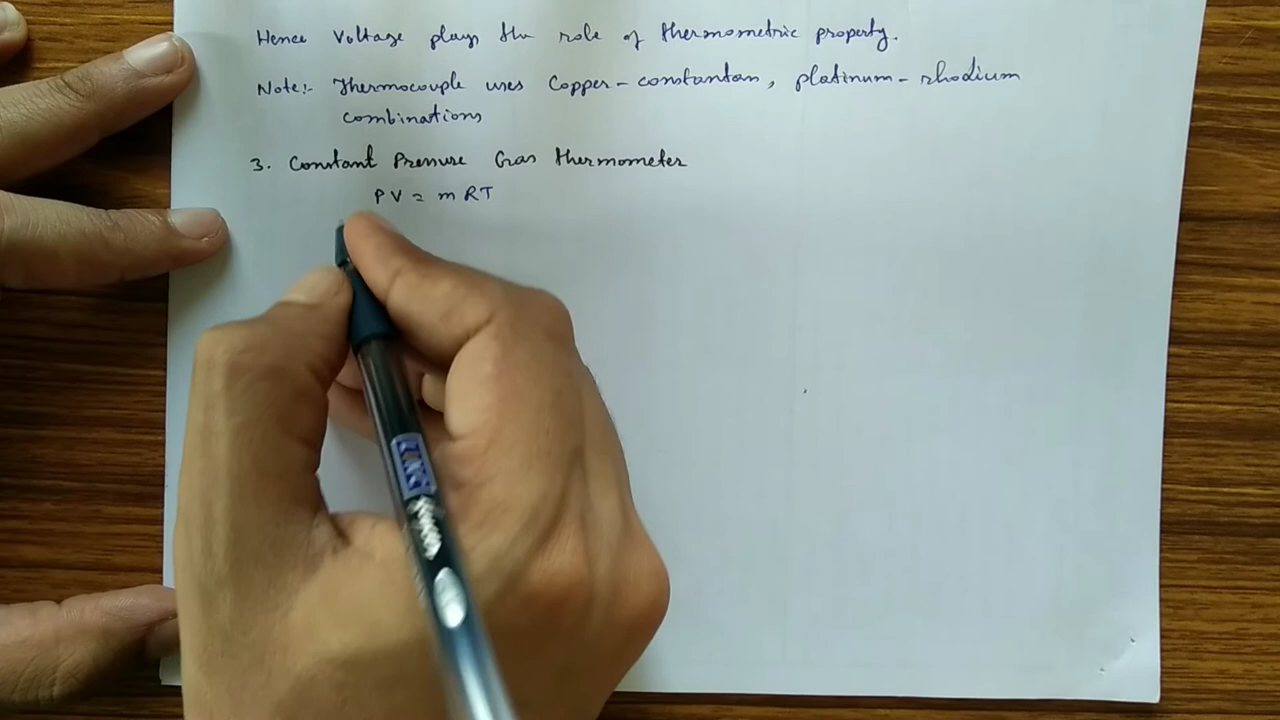 Hence Voltage plays the role of thermometric property.
Note:- Thermocouple uses Copper-constantan, platinum-rhodium
combinations
3. Constant Pressure Gas thermometer
PV = mRT